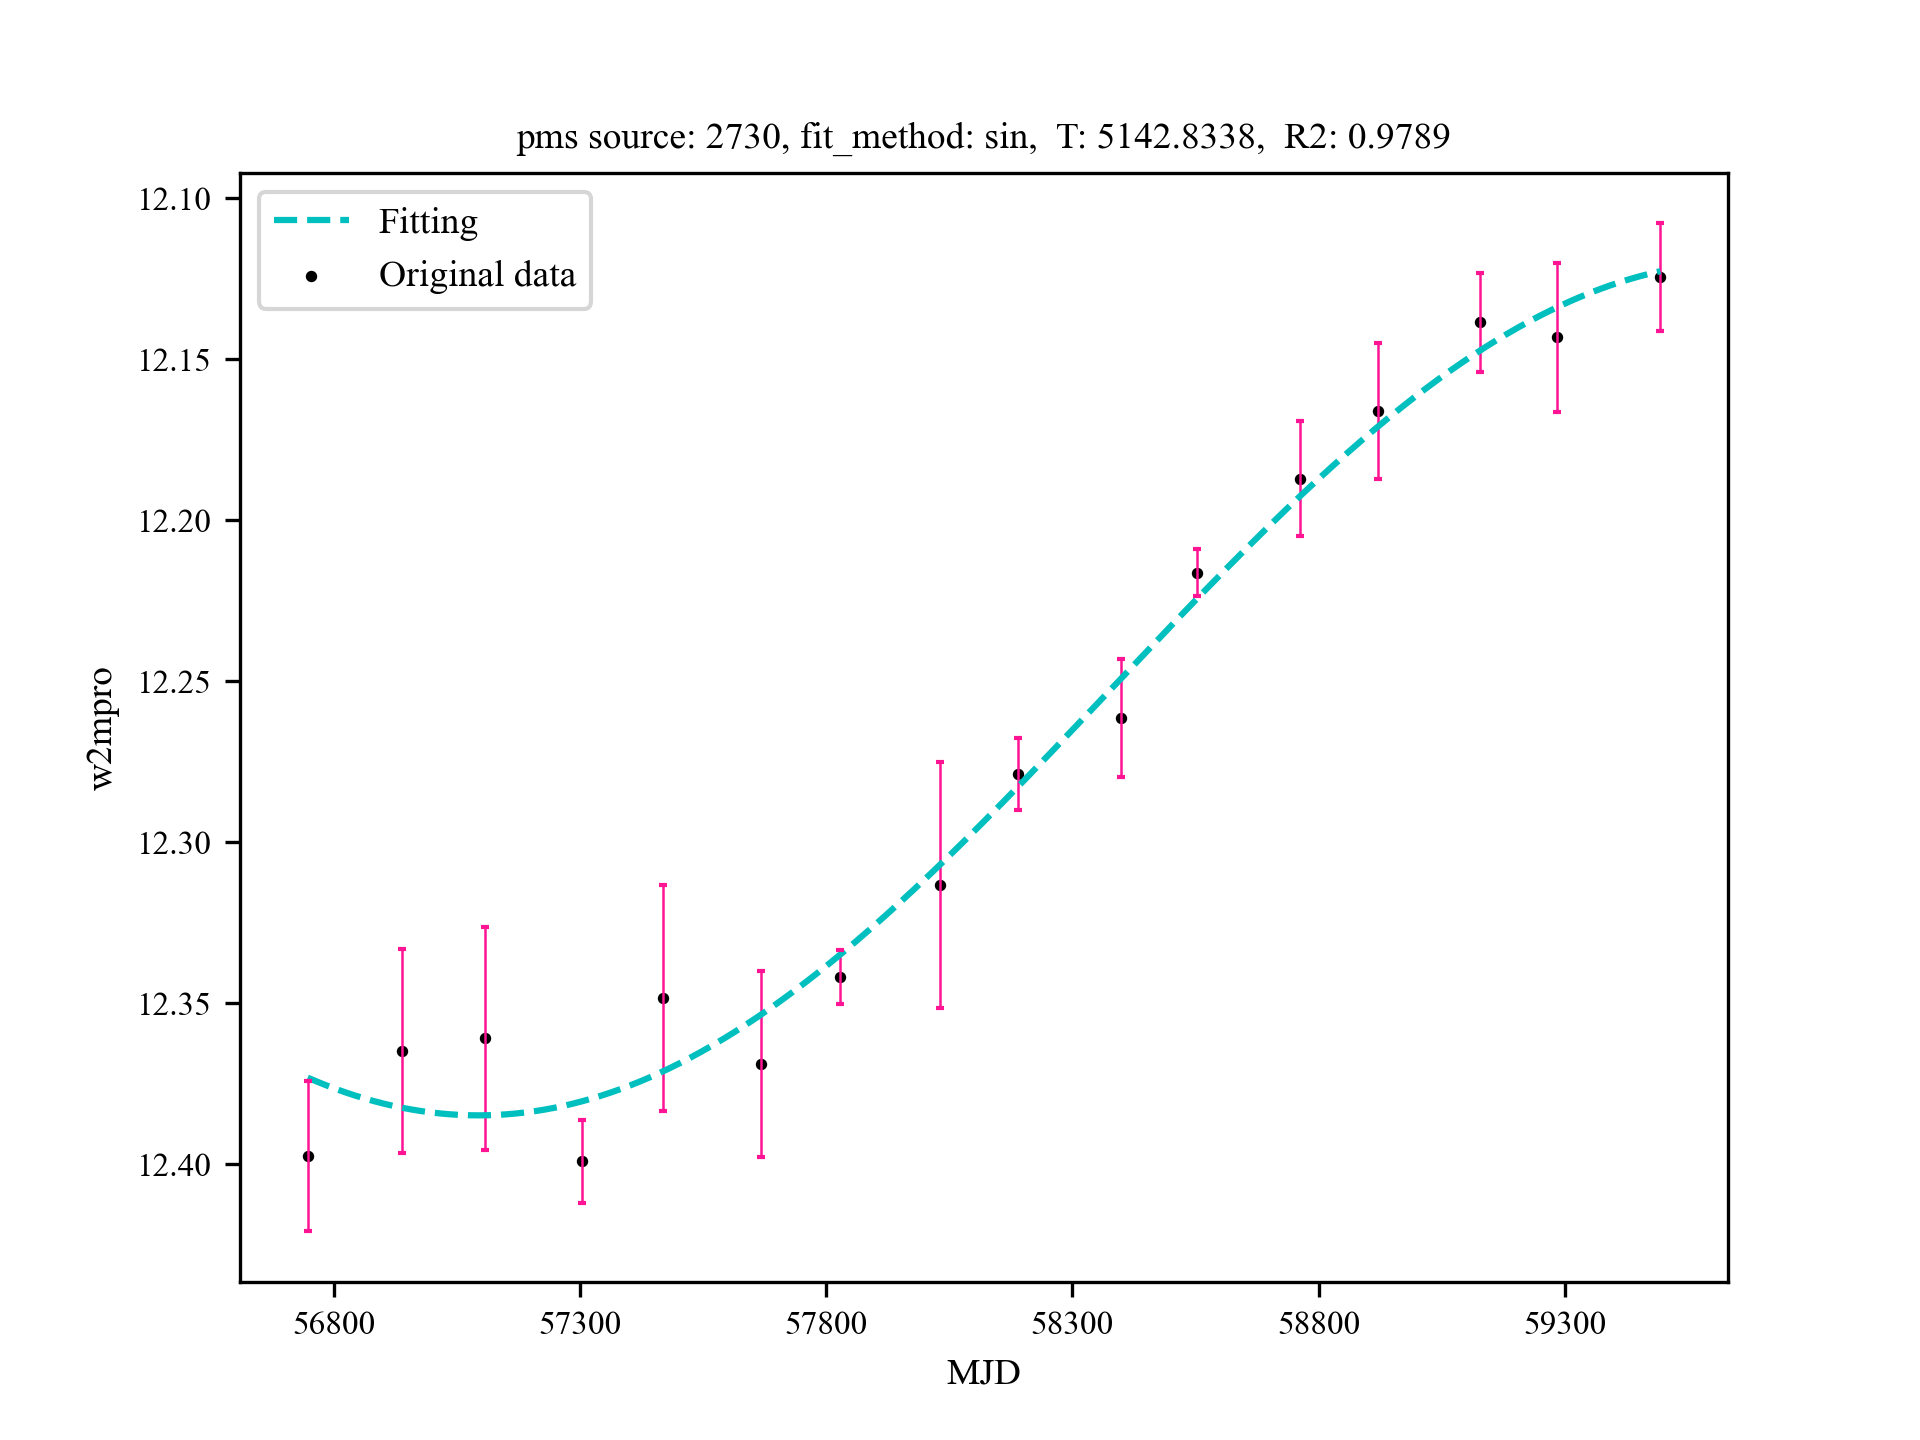 pms source: 2730, fit_method: sin,  T: 5142.8338,  R2: 0.9789
Fitting
Original data
12.10
12.15
12.20
12.25
12.30
12.35
12.40
w2mpro
56800
57300
57800
58300
58800
59300
MJD